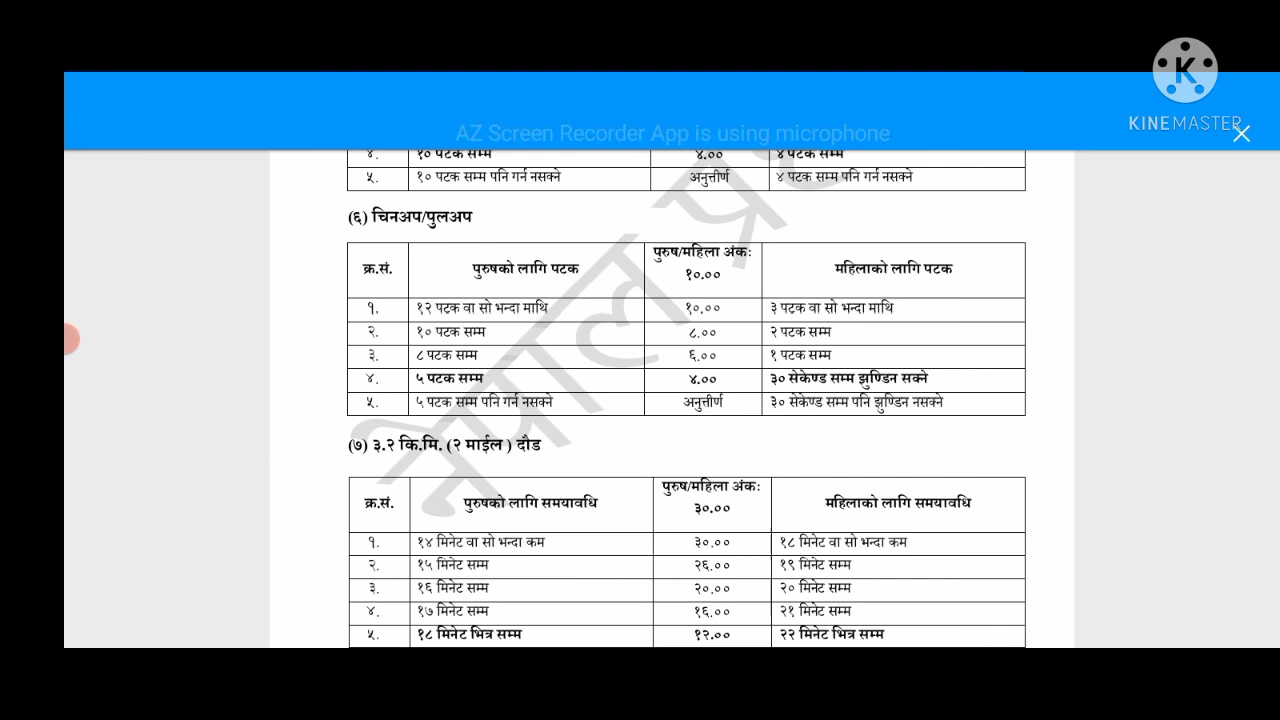 KINEMASTER
AZ Screen Recorder App is using microphone
४. १० पटक सम्म ४.०० ४ पटक सम्म
५. १० पटक सम्म पनि गर्न नसक्ने अनुत्तीर्ण ४ पटक सम्म पनि गर्न नसक्ने
(६) चिनअप/पुलअप
क्र.सं. पुरुषको लागि पटक पुरुष/महिला अंकः १०.०० महिलाको लागि पटक
१. १२ पटक वा सो भन्दा माथि १०.०० ३ पटक वा सो भन्दा माथि
२. १० पटक सम्म ८.०० २ पटक सम्म
३. ८ पटक सम्म ६.०० १ पटक सम्म
४. ५ पटक सम्म ४.०० ३० सेकेण्ड सम्म झुण्डिन सक्ने
५. ५ पटक सम्म पनि गर्न नसक्ने अनुत्तीर्ण ३० सेकेण्ड सम्म पनि झुण्डिन नसक्ने
(७) ३.२ कि.मि. (२ माईल ) दौड
क्र.सं. पुरुषको लागि समयावधि पुरुष/महिला अंकः ३०.०० महिलाको लागि समयावधि
१. १४ मिनेट वा सो भन्दा कम ३०.०० १८ मिनेट वा सो भन्दा कम
२. १५ मिनेट सम्म २६.०० १९ मिनेट सम्म
३. १६ मिनेट सम्म २०.०० २० मिनेट सम्म
४. १७ मिनेट सम्म १६.०० २१ मिनेट सम्म
५. १८ मिनेट भित्र सम्म १२.०० २२ मिनेट भित्र सम्म
नेपाल